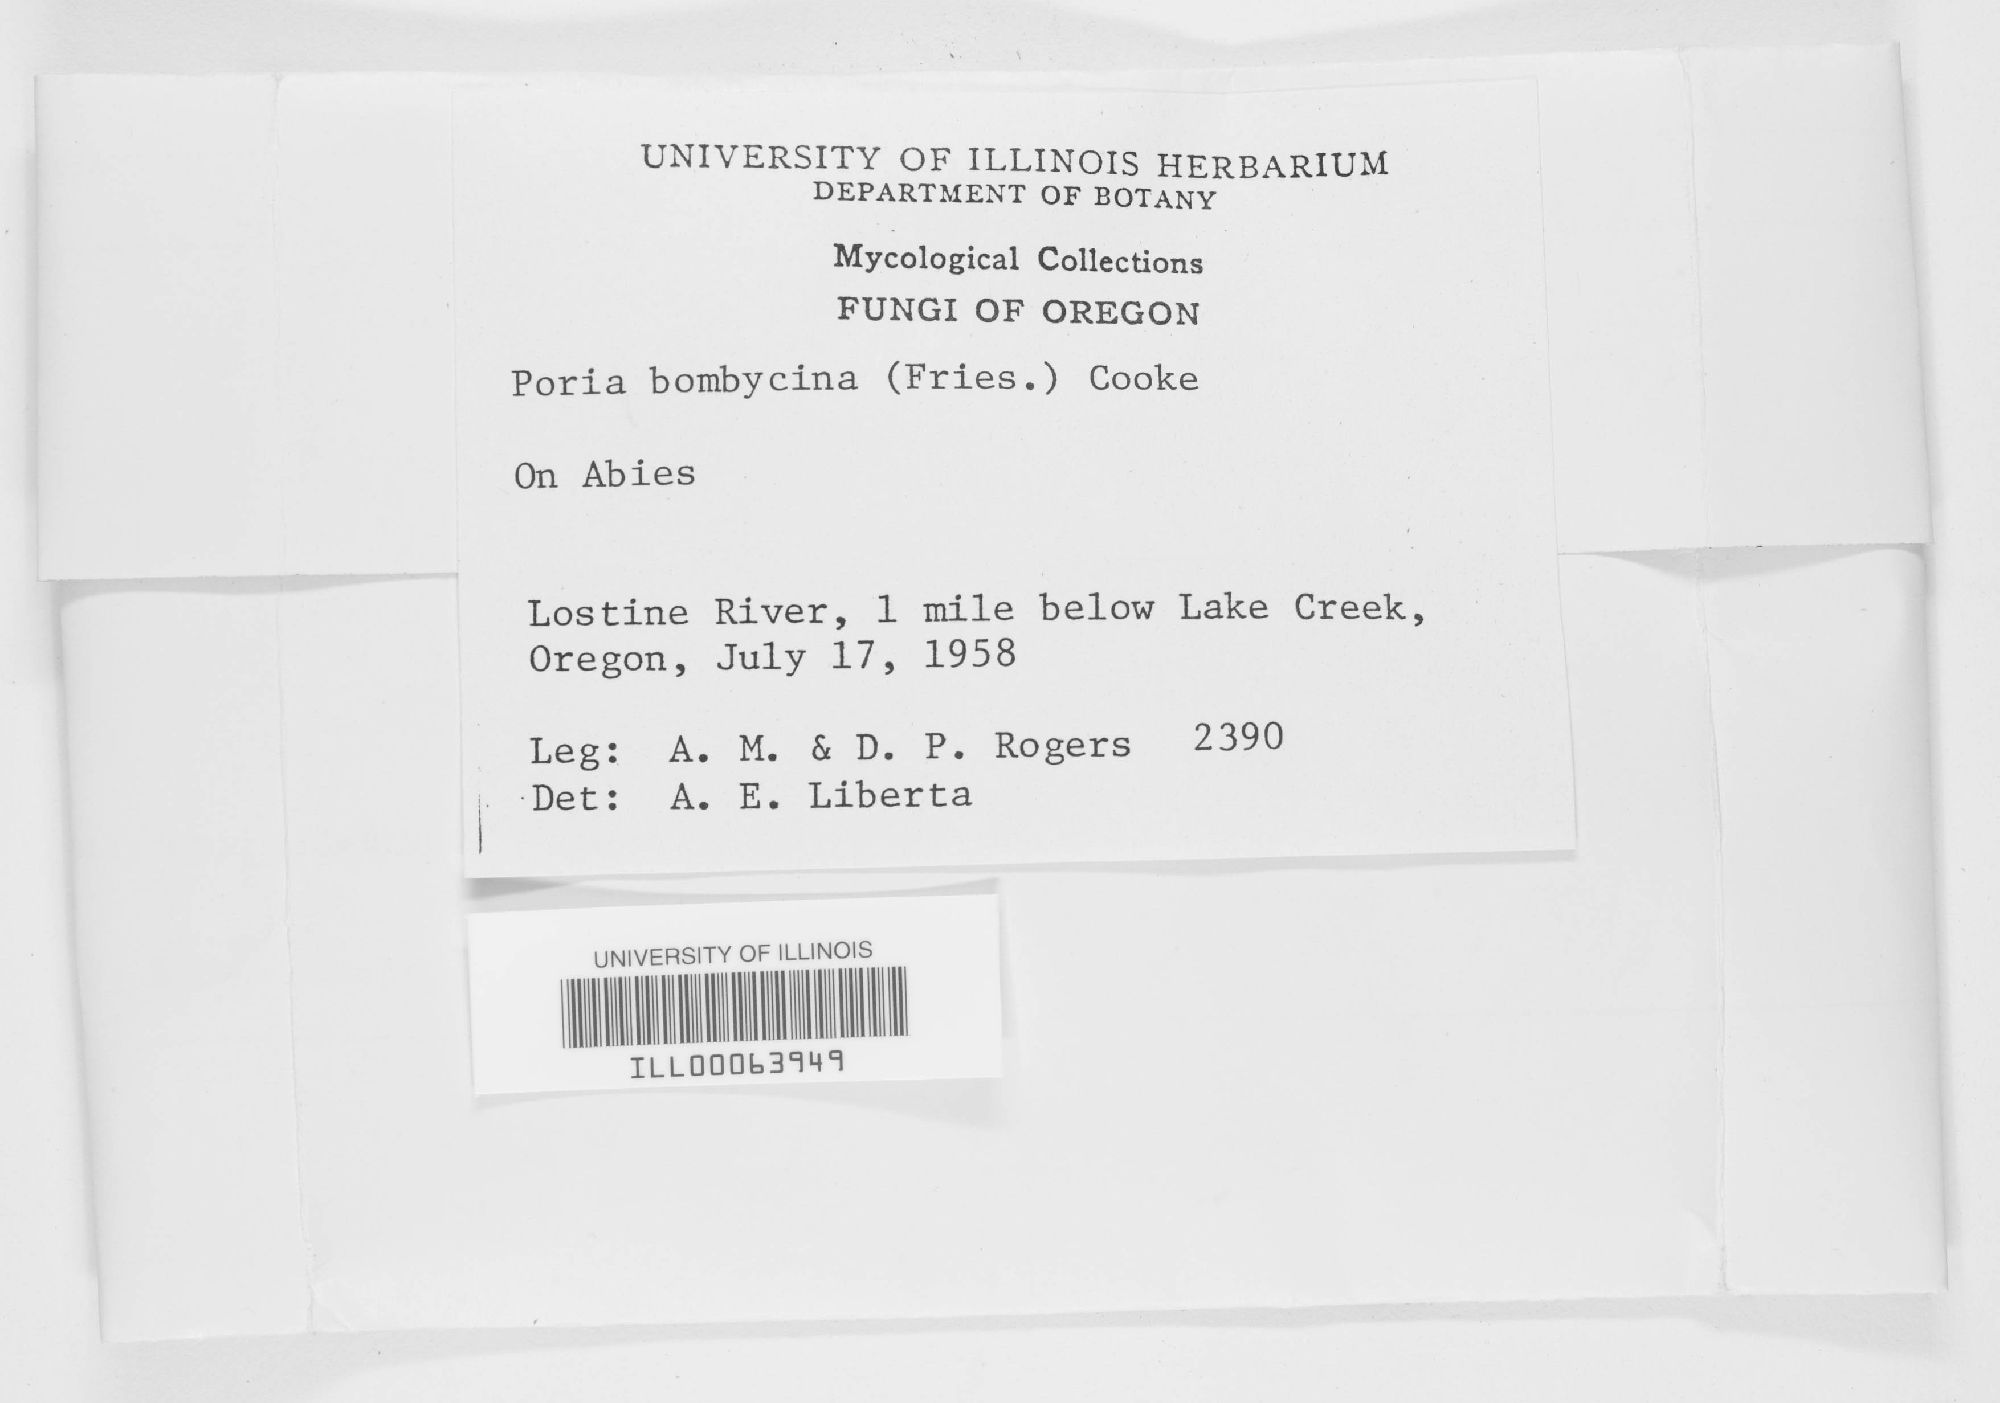 UNIVERSITY OF ILLINOIS HERBARIUM
DEPARTMENT OF BOTANY
Mycological Collections
FUNGI OF OREGON
Poria bombycina (Fries.) Cooke
On Abies
Lostine River, 1 mile below Lake Creek,
Oregon, July 17, 1958
Leg: A. M. & D. P. Rogers 2390
Det: A. E. Liberta
UNIVERSITY OF ILLINOIS
ILL00063949